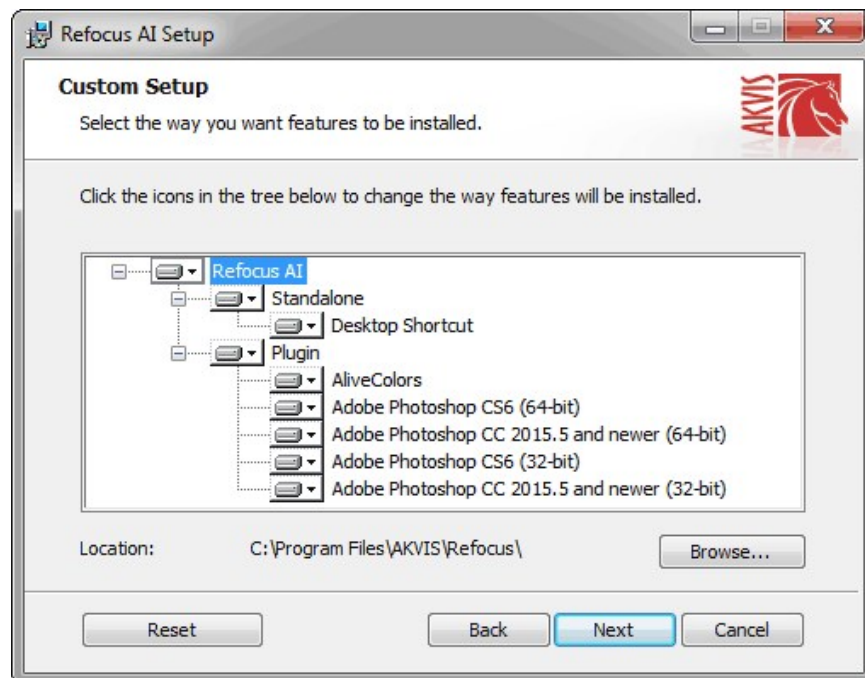 Refocus AI Setup
Custom Setup
Select the way you want features to be installed.
AKVIS
Click the icons in the tree below to change the way features will be installed.
Refocus AI
Standalone
Desktop Shortcut
Plugin
AliveColors
Adobe Photoshop CS6 (64-bit)
Adobe Photoshop CC 2015.5 and newer (64-bit)
Adobe Photoshop CS6 (32-bit)
Adobe Photoshop CC 2015.5 and newer (32-bit)
Location: C:\Program Files\AKVIS\Refocus\ Browse...
Reset Back Next Cancel